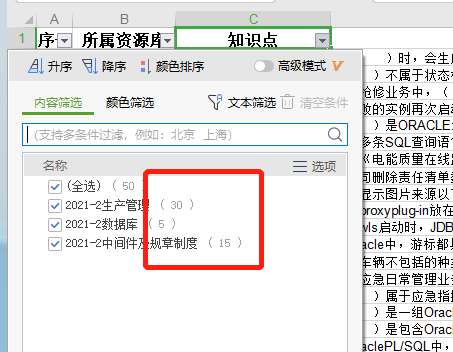 A B C
1 序 所属资源库 知识点
升序 降序 颜色排序 高级模式
内容筛选 颜色筛选 文本筛选 清空条件
(支持多条件过滤，例如：北京 上海)
名称 选项
(全选) ( 50 )
2021-2生产管理 ( 30 )
2021-2数据库 ( 5 )
2021-2中间件及规章制度 ( 15 )
）时，会生
）不属于状态
抢修业务中，（
做的实例再次启动
）是ORACLE
多条SQL查询语
《电能质量在线
司删除责任清单
显示图片来源以下
proxyplug-in放在
ls启动时，JDB
acle中，游标都
车辆不包括的种
应急日常管理业
）属于应急指
）是一组Orac
）是包含Orac
oraclePL/SQL中，